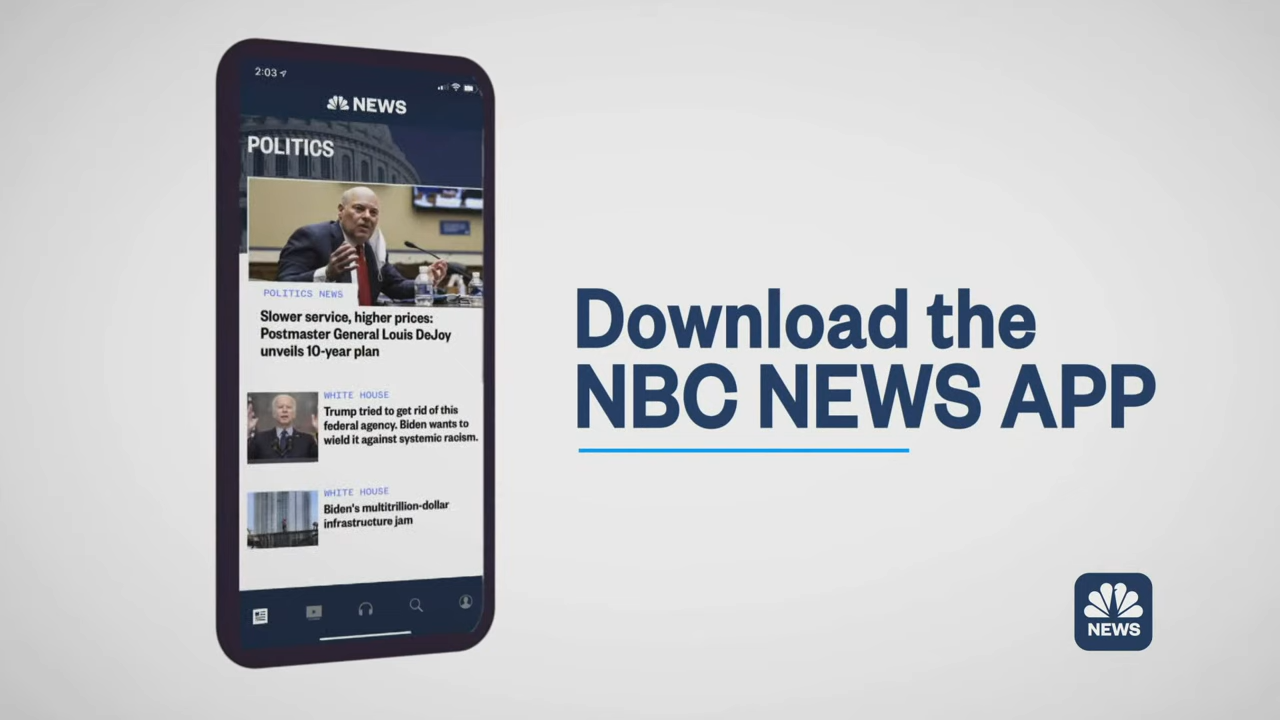 2:03
NEWS
POLITICS
POLITICS NEWS
Slower service, higher prices:
Postmaster General Louis DeJoy
unveils 10-year plan
WHITE HOUSE
Trump tried to get rid of this
federal agency. Biden wants to
wield it against systemic racism.
WHITE HOUSE
Biden's multitrillion-dollar
infrastructure jam
Download the
NBC NEWS APP
NEWS